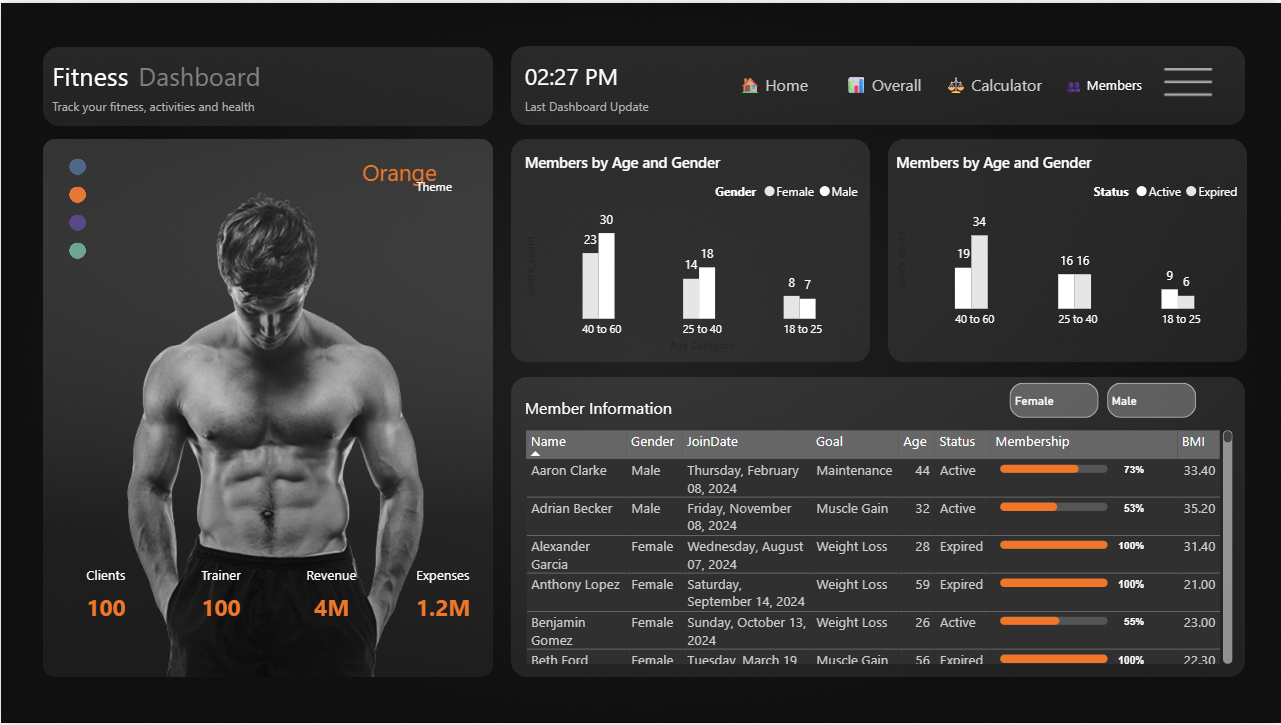 Fitness Dashboard
Track your fitness, activities and health
02:27 PM
Last Dashboard Update
Home
Overall
Calculator
Members
Orange
Theme
Clients
100
Trainer
100
Revenue
4M
Expenses
1.2M
Members by Age and Gender
Gender Female Male
23 30
14 18
8 7
40 to 60
25 to 40
18 to 25
Age Category
Members by Age and Gender
Status Active Expired
19 34
16 16
9 6
40 to 60
25 to 40
18 to 25
Member Information
Female
Male
Name Gender JoinDate Goal Age Status Membership BMI
Aaron Clarke Male Thursday, February Maintenance 44 Active 73% 33.40
08, 2024
Adrian Becker Male Friday, November Muscle Gain 32 Active 53% 35.20
08, 2024
Alexander Female Wednesday, August Weight Loss 28 Expired 100% 31.40
Garcia 07, 2024
Anthony Lopez Female Saturday, Weight Loss 59 Expired 100% 21.00
September 14, 2024
Benjamin Female Sunday, October 13, Weight Loss 26 Active 55% 23.00
Gomez 2024
Beth Ford Female Tuesday, March 19 Muscle Gain 56 Expired 100% 22.30